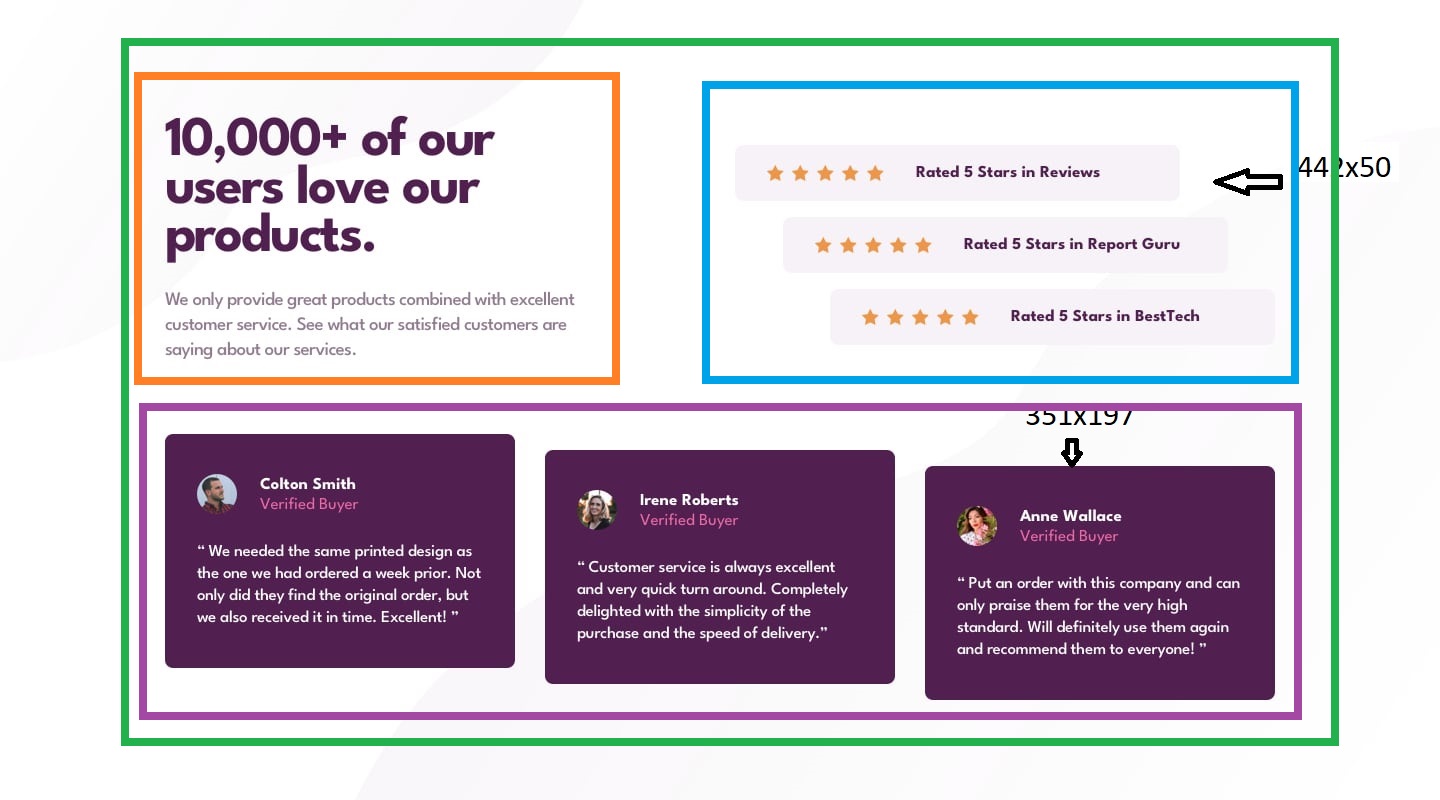 10,000+ of our
users love our
products.
We only provide great products combined with excellent
customer service. See what our satisfied customers are
saying about our services.
Rated 5 Stars in Reviews
442x50
Rated 5 Stars in Report Guru
Rated 5 Stars in BestTech
351x197
Colton Smith
Verified Buyer
“ We needed the same printed design as
the one we had ordered a week prior. Not
only did they find the original order, but
we also received it in time. Excellent! ”
Irene Roberts
Verified Buyer
“ Customer service is always excellent
and very quick turn around. Completely
delighted with the simplicity of the
purchase and the speed of delivery.”
Anne Wallace
Verified Buyer
“ Put an order with this company and can
only praise them for the very high
standard. Will definitely use them again
and recommend them to everyone! ”